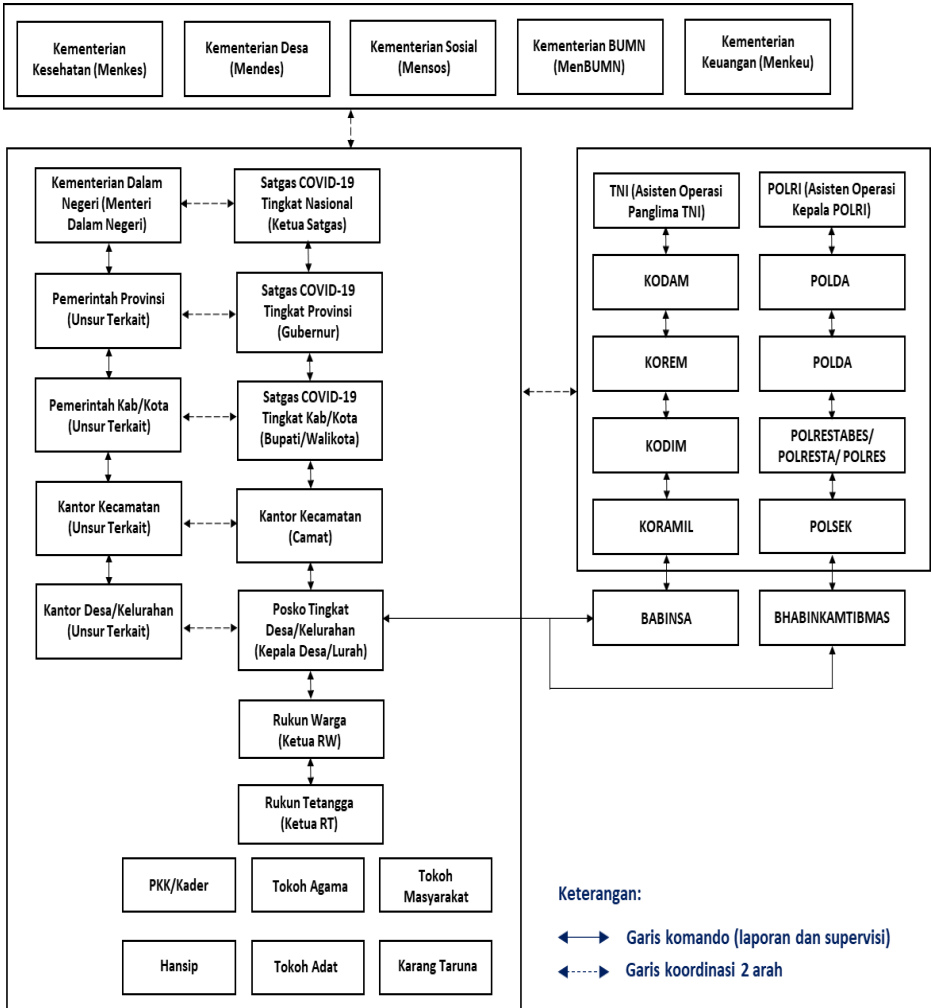 Kementerian
Kesehatan (Menkes)
Kementerian Desa
(Mendes)
Kementerian Sosial
(Mensos)
Kementerian BUMN
(MenBUMN)
Kementerian
Keuangan (Menkeu)
Kementerian Dalam
Negeri (Menteri
Dalam Negeri)
Satgas COVID-19
Tingkat Nasional
(Ketua Satgas)
Pemerintah Provinsi
(Unsur Terkait)
Satgas COVID-19
Tingkat Provinsi
(Gubernur)
Pemerintah Kab/Kota
(Unsur Terkait)
Satgas COVID-19
Tingkat Kab/Kota
(Bupati/Walikota)
Kantor Kecamatan
(Unsur Terkait)
Kantor Kecamatan
(Camat)
Kantor Desa/Kelurahan
(Unsur Terkait)
Posko Tingkat
Desa/Kelurahan
(Kepala Desa/Lurah)
Rukun Warga
(Ketua RW)
Rukun Tetangga
(Ketua RT)
PKK/Kader
Tokoh Agama
Tokoh
Masyarakat
Hansip
Tokoh Adat
Karang Taruna
TNI (Asisten Operasi
Panglima TNI)
POLRI (Asisten Operasi
Kepala POLRI)
KODAM
POLDA
KOREM
POLDA
KODIM
POLRESTABES/
POLRESTA/ POLRES
KORAMIL
POLSEK
BABINSA
BHABINKAMTIBMAS
Keterangan:
Garis komando (laporan dan supervisi)
Garis koordinasi 2 arah